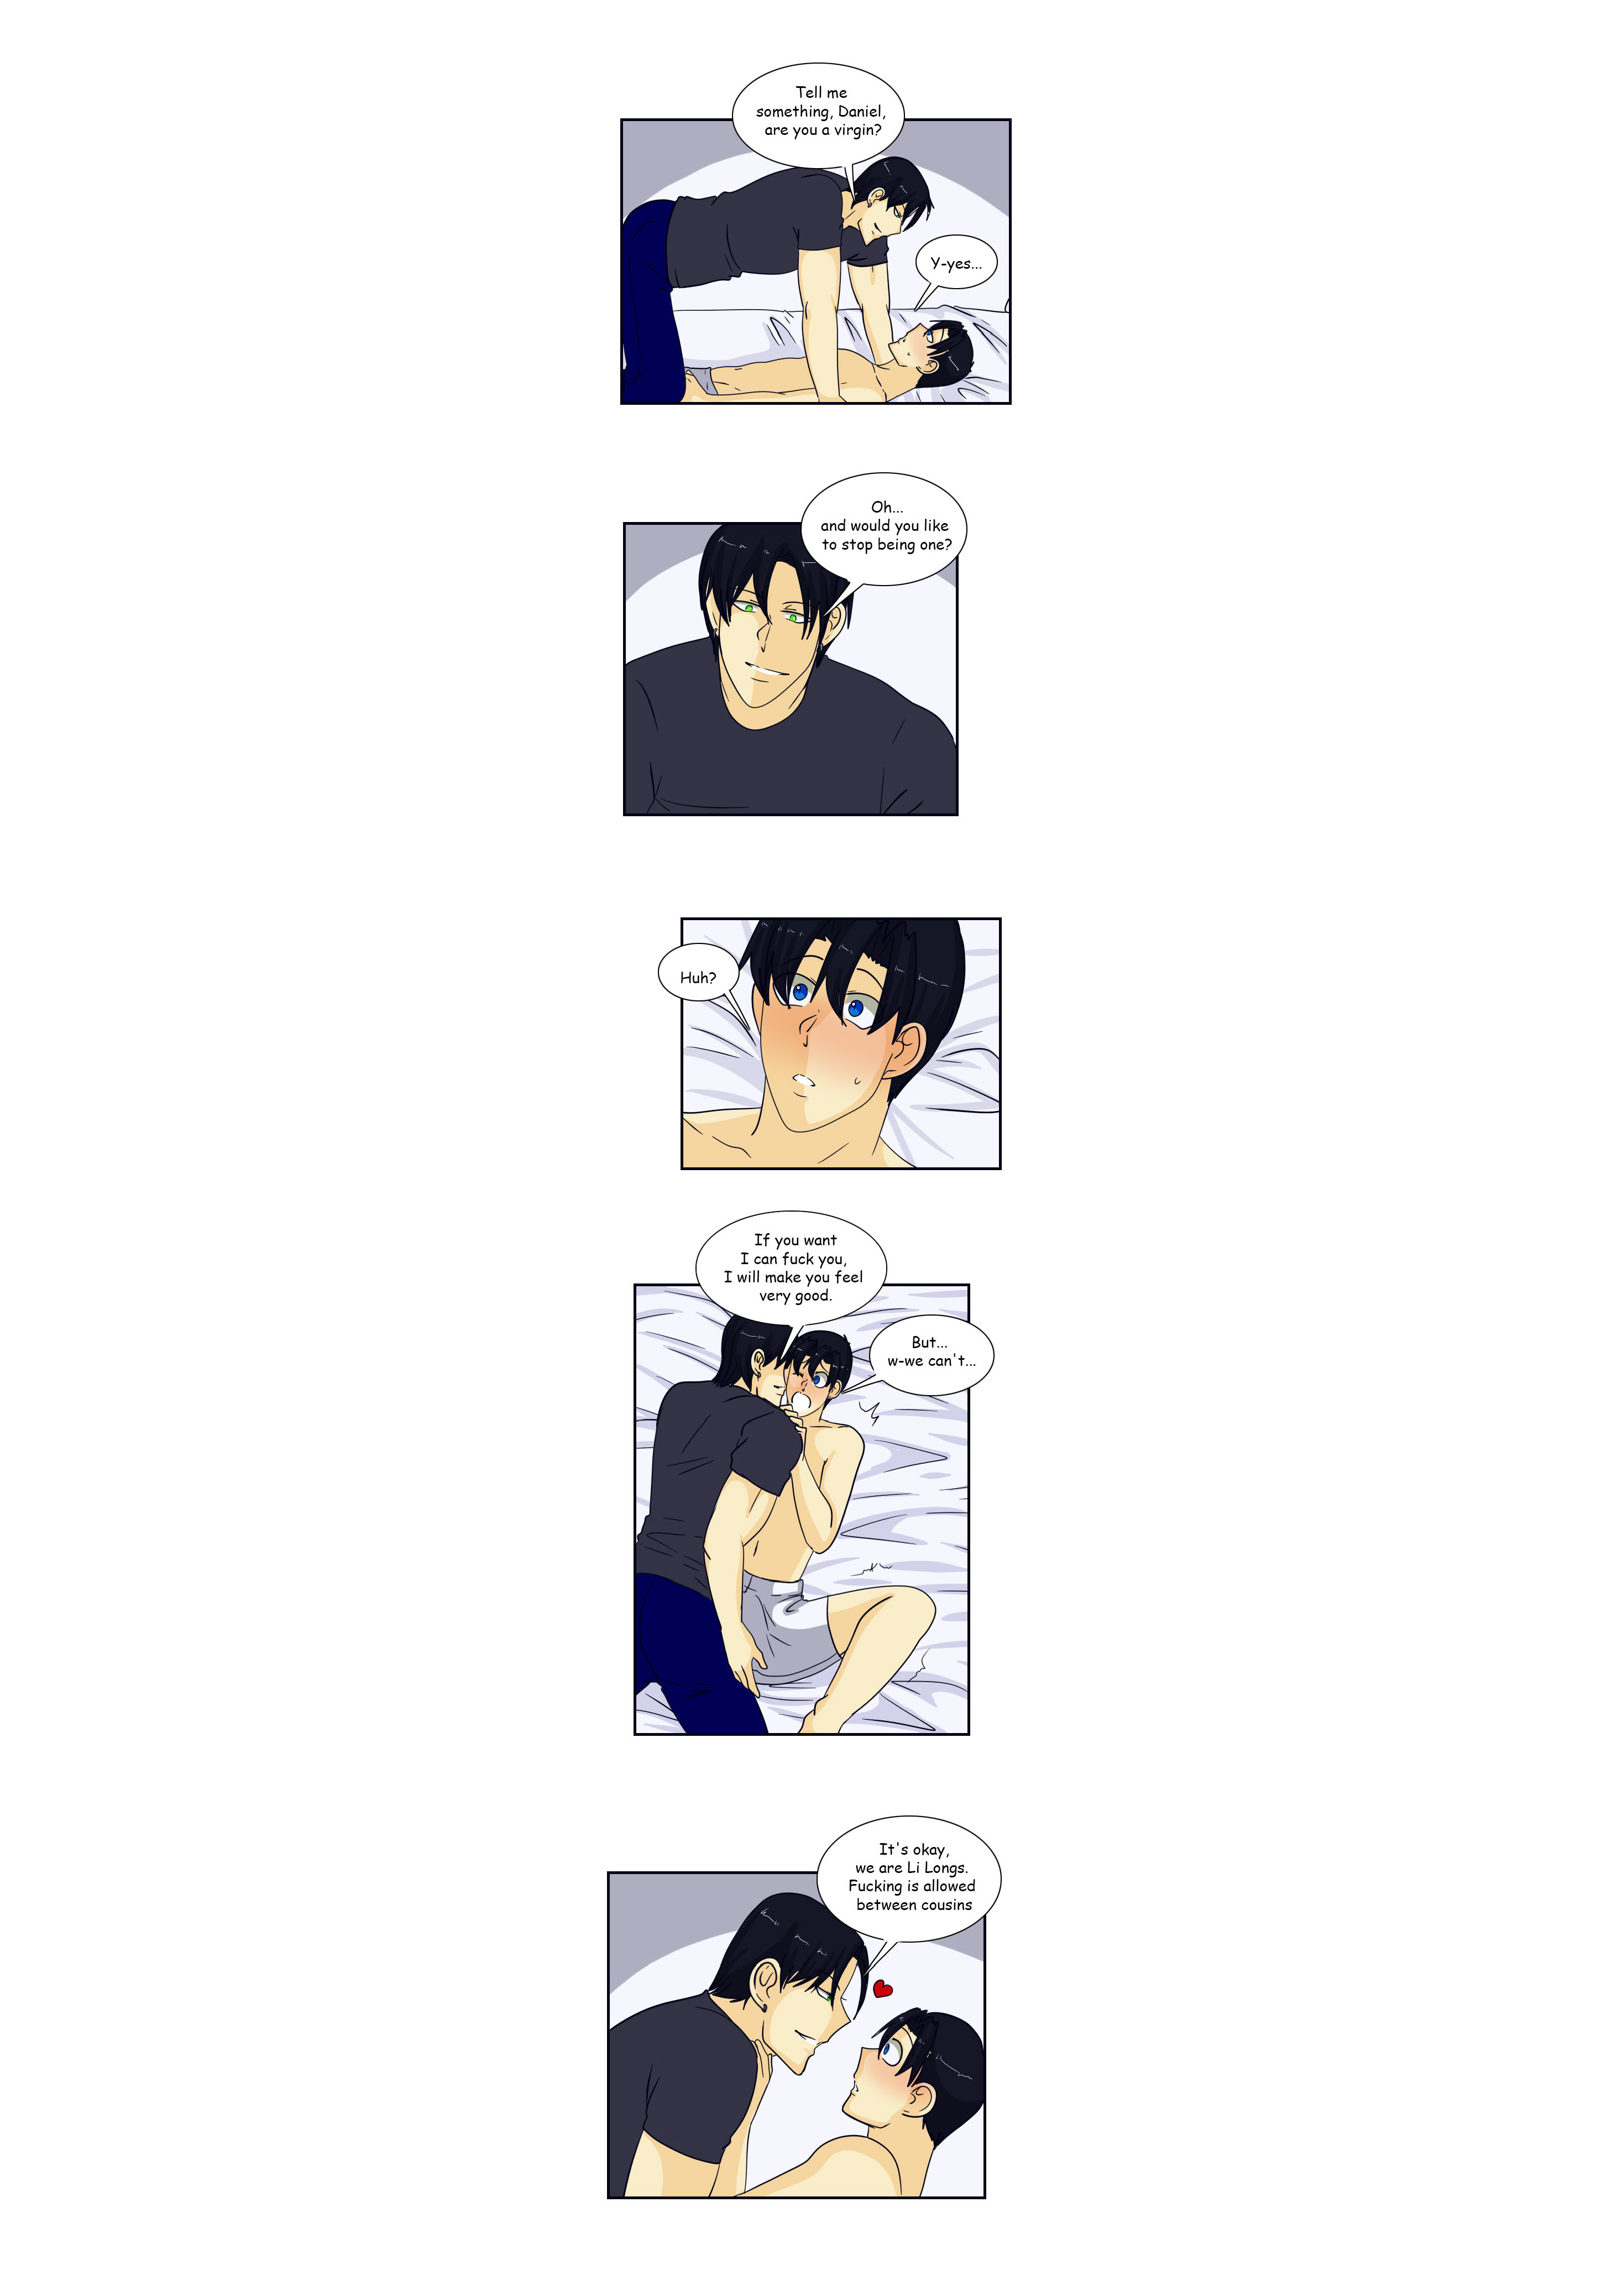 Tell me
something, Daniel,
are you a virgin?
Y-yes...
Oh...
and would you like
to stop being one?
Huh?
If you want
I can fuck you,
I will make you feel
very good.
But...
w-we can't...
It's okay,
we are Li Longs.
Fucking is allowed
between cousins